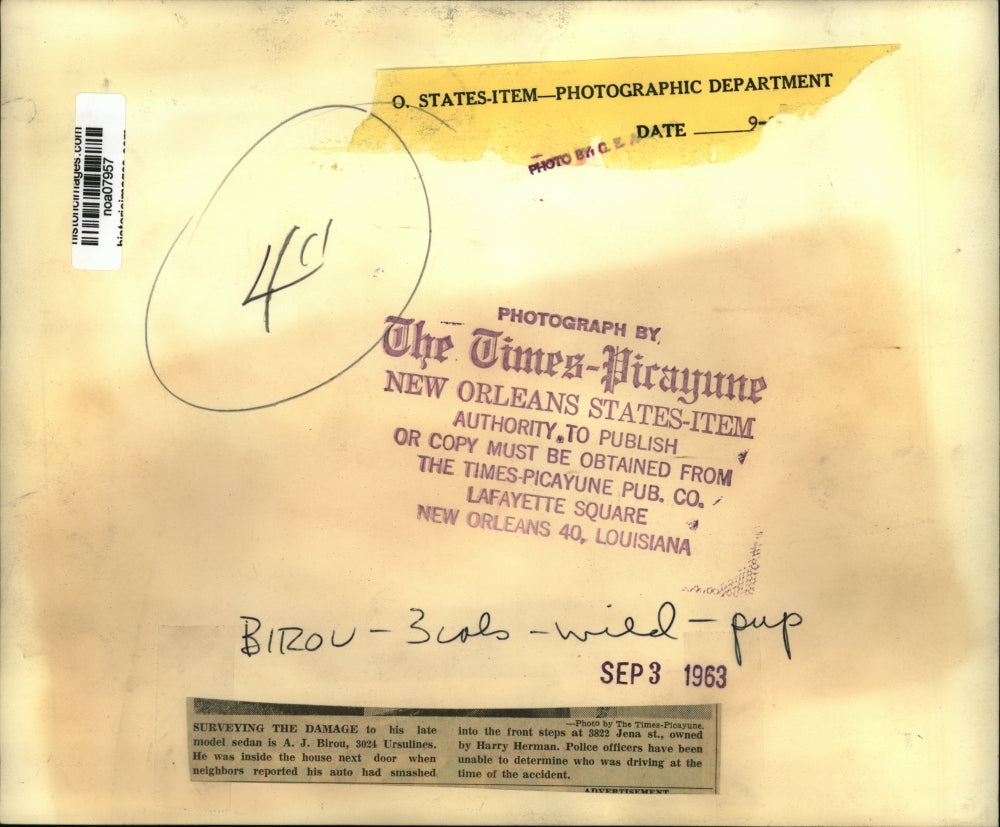 O. STATES-ITEM—PHOTOGRAPHIC DEPARTMENT
DATE 9-
PHOTO BY
historicimages.com
noa07957
4
PHOTOGRAPH BY
The Times-Picayune
NEW ORLEANS STATES-ITEM
AUTHORITY TO PUBLISH
OR COPY MUST BE OBTAINED FROM
THE TIMES-PICAYUNE PUB. CO.
LAFAYETTE SQUARE
NEW ORLEANS 40, LOUISIANA
BIROU - 3cols - wild - pup
SEP 3 1963
SURVEYING THE DAMAGE to his late
model sedan is A. J. Birou, 3024 Ursulines.
He was inside the house next door when
neighbors reported his auto had smashed
—Photo by The Times-Picayune.
into the front steps at 3822 Jena st., owned
by Harry Herman. Police officers have been
unable to determine who was driving at the
time of the accident.
ADVERTISEMENT